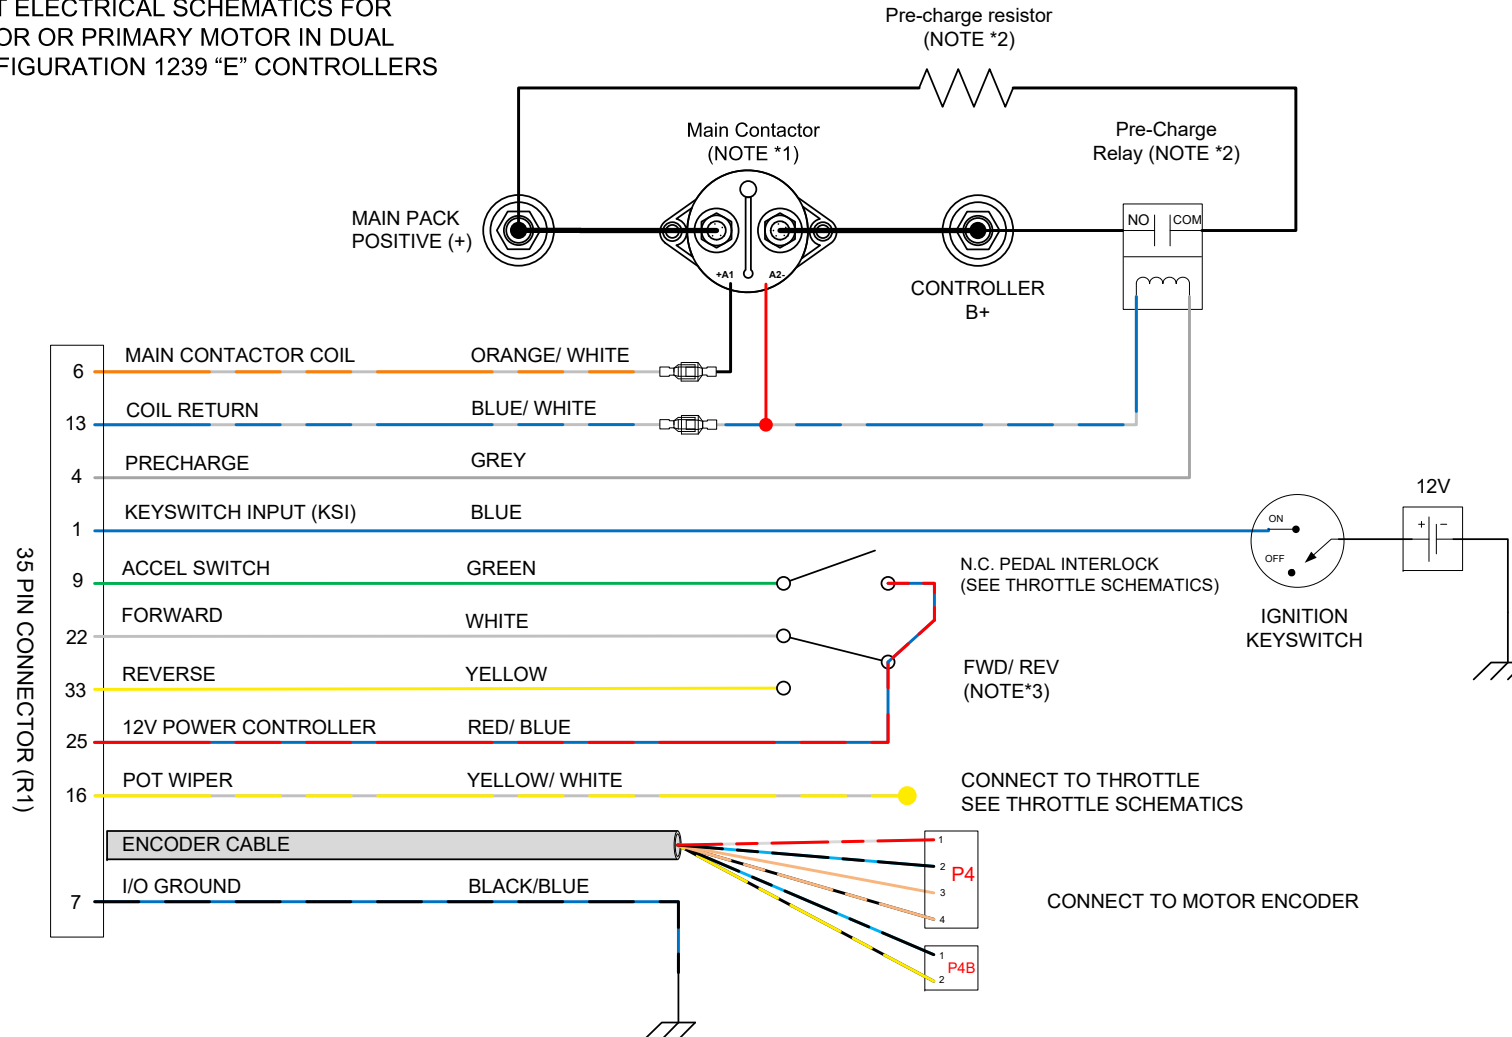 T ELECTRICAL SCHEMATICS FOR
OR OR PRIMARY MOTOR IN DUAL
FIGURATION 1239 “E” CONTROLLERS
Pre-charge resistor
(NOTE *2)
Main Contactor
(NOTE *1)
Pre-Charge
Relay (NOTE *2)
MAIN PACK
POSITIVE (+)
NO
COM
+A1
A2-
CONTROLLER
B+
35 PIN CONNECTOR (R1)
6 MAIN CONTACTOR COIL ORANGE/ WHITE
13 COIL RETURN BLUE/ WHITE
4 PRECHARGE GREY
1 KEYSWITCH INPUT (KSI) BLUE
ON
OFF
12V
+ −
IGNITION
KEYSWITCH
9 ACCEL SWITCH GREEN
N.C. PEDAL INTERLOCK
(SEE THROTTLE SCHEMATICS)
22 FORWARD WHITE
33 REVERSE YELLOW
FWD/ REV
(NOTE*3)
25 12V POWER CONTROLLER RED/ BLUE
16 POT WIPER YELLOW/ WHITE
CONNECT TO THROTTLE
SEE THROTTLE SCHEMATICS
ENCODER CABLE
1
2
3
4
P4
CONNECT TO MOTOR ENCODER
7 I/O GROUND BLACK/BLUE
1
2
P4B